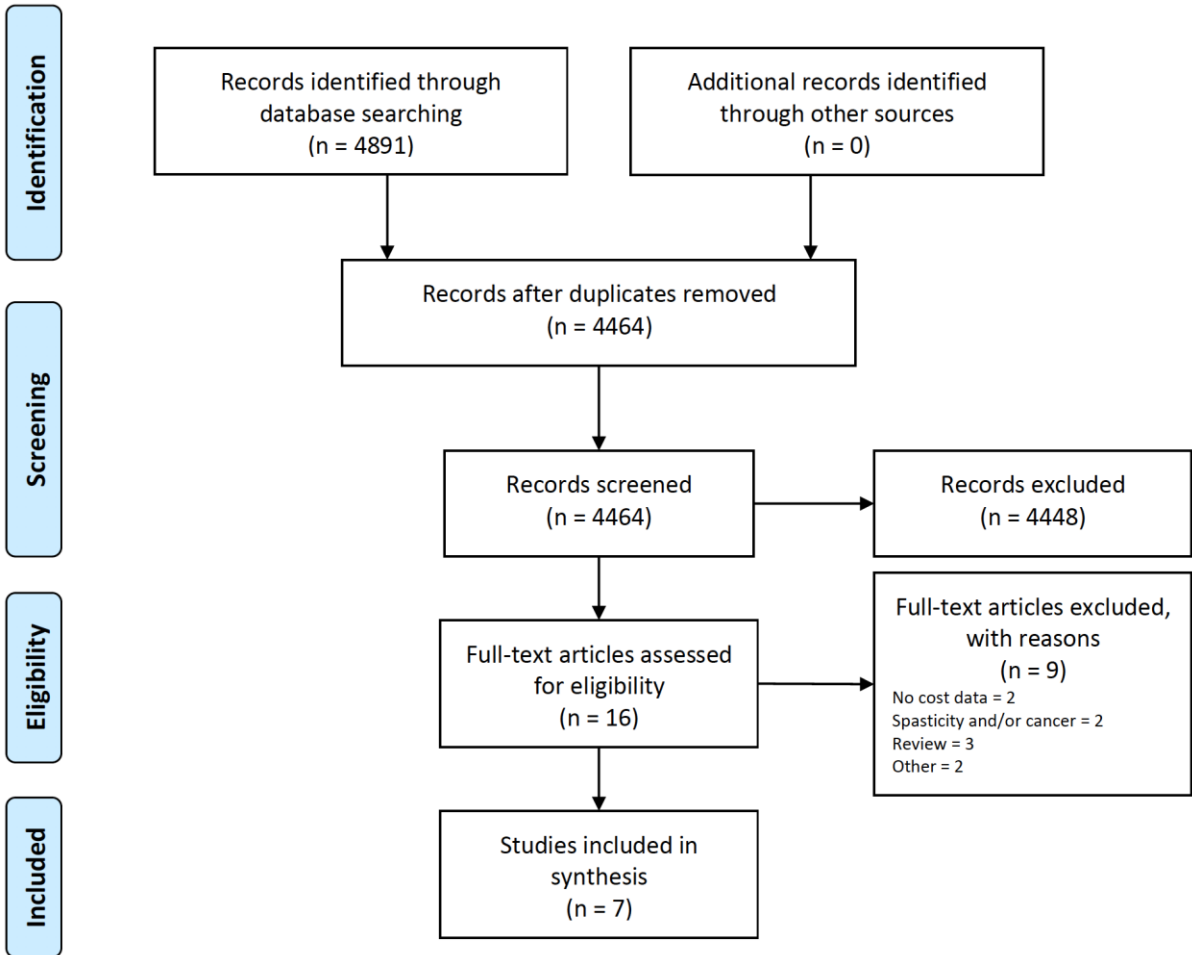 Identification
Records identified through
database searching
(n = 4891)
Additional records identified
through other sources
(n = 0)
Records after duplicates removed
(n = 4464)
Screening
Records screened
(n = 4464)
Records excluded
(n = 4448)
Eligibility
Full-text articles assessed
for eligibility
(n = 16)
Full-text articles excluded,
with reasons
(n = 9)
No cost data = 2
Spasticity and/or cancer = 2
Review = 3
Other = 2
Included
Studies included in
synthesis
(n = 7)